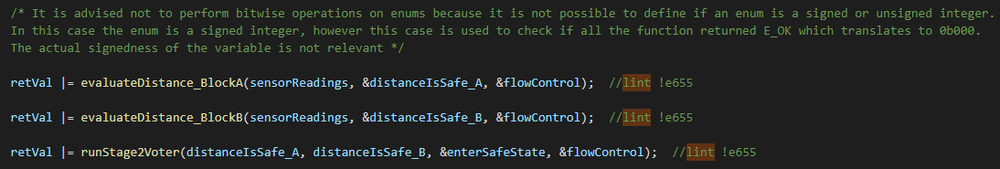 /* It is advised not to perform bitwise operations on enums because it is not possible to define if an enum is a signed or unsigned integer.
In this case the enum is a signed integer, however this case is used to check if all the function returned E_OK which translates to 0b000.
The actual signedness of the variable is not relevant */
retVal |= evaluateDistance_BlockA(sensorReadings, &distanceIsSafe_A, &flowControl);  //lint !e655
retVal |= evaluateDistance_BlockB(sensorReadings, &distanceIsSafe_B, &flowControl);  //lint !e655
retVal |= runStage2Voter(distanceIsSafe_A, distanceIsSafe_B, &enterSafeState, &flowControl);  //lint !e655